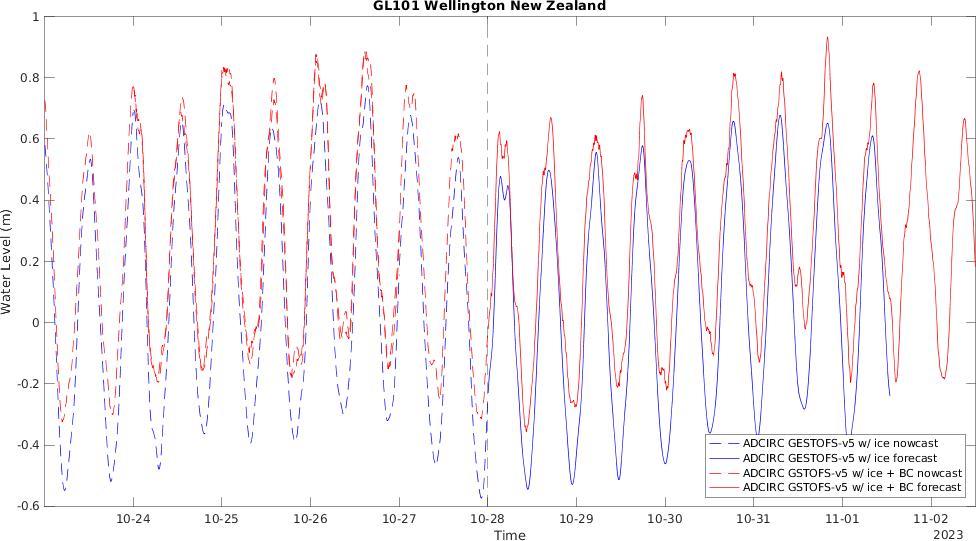 GL101 Wellington New Zealand
1
0.8
0.6
0.4
0.2
0
-0.2
-0.4
-0.6
Water Level (m)
10-24 10-25 10-26 10-27 10-28 10-29 10-30 10-31 11-01 11-02
Time
2023
ADCIRC GESTOFS-v5 w/ ice nowcast
ADCIRC GESTOFS-v5 w/ ice forecast
ADCIRC GSTOFS-v5 w/ ice + BC nowcast
ADCIRC GSTOFS-v5 w/ ice + BC forecast